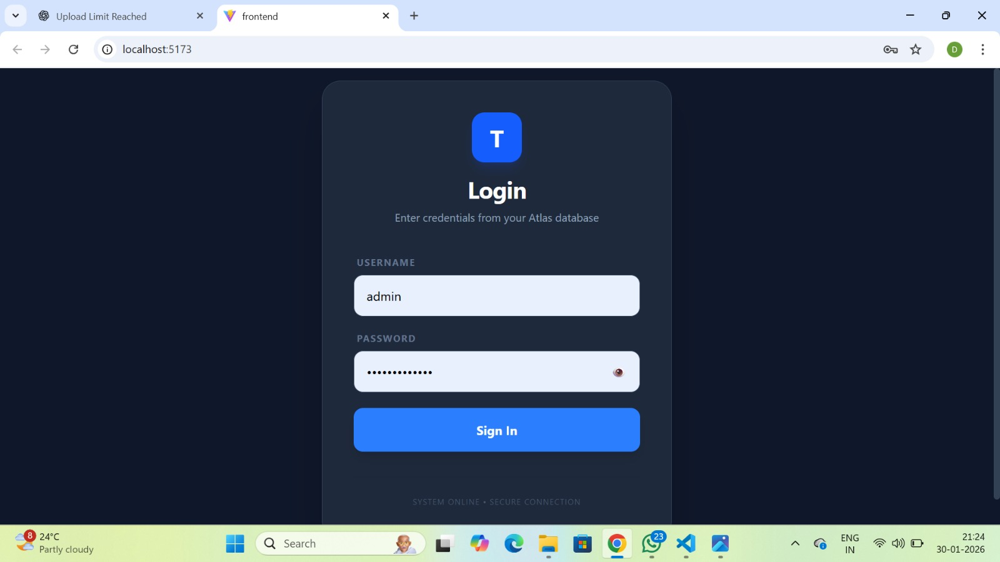 Upload Limit Reached
frontend
localhost:5173
D
T
Login
Enter credentials from your Atlas database
USERNAME
admin
PASSWORD
•••••••••••••
Sign In
SYSTEM ONLINE • SECURE CONNECTION
8
24°C
Partly cloudy
Search
23
ENG
IN
21:24
30-01-2026